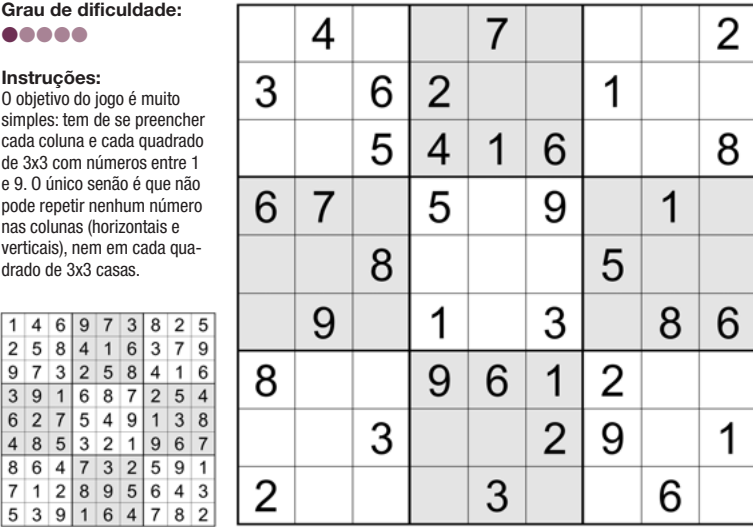 Grau de dificuldade:
Instruções:
O objetivo do jogo é muito
simples: tem de se preencher
cada coluna e cada quadrado
de 3x3 com números entre 1
e 9. O único senão é que não
pode repetir nenhum número
nas colunas (horizontais e
verticais), nem em cada qua-
drado de 3x3 casas.
1 4 6 9 7 3 8 2 5
2 5 8 4 1 6 3 7 9
9 7 3 2 5 8 4 1 6
3 9 1 6 8 7 2 5 4
6 2 7 5 4 9 1 3 8
4 8 5 3 2 1 9 6 7
8 6 4 7 3 2 5 9 1
7 1 2 8 9 5 6 4 3
5 3 9 1 6 4 7 8 2
4 7 2
3 6 2 1
5 4 1 6 8
6 7 5 9 1
8 5
9 1 3 8 6
8 9 6 1 2
3 2 9 1
2 3 6